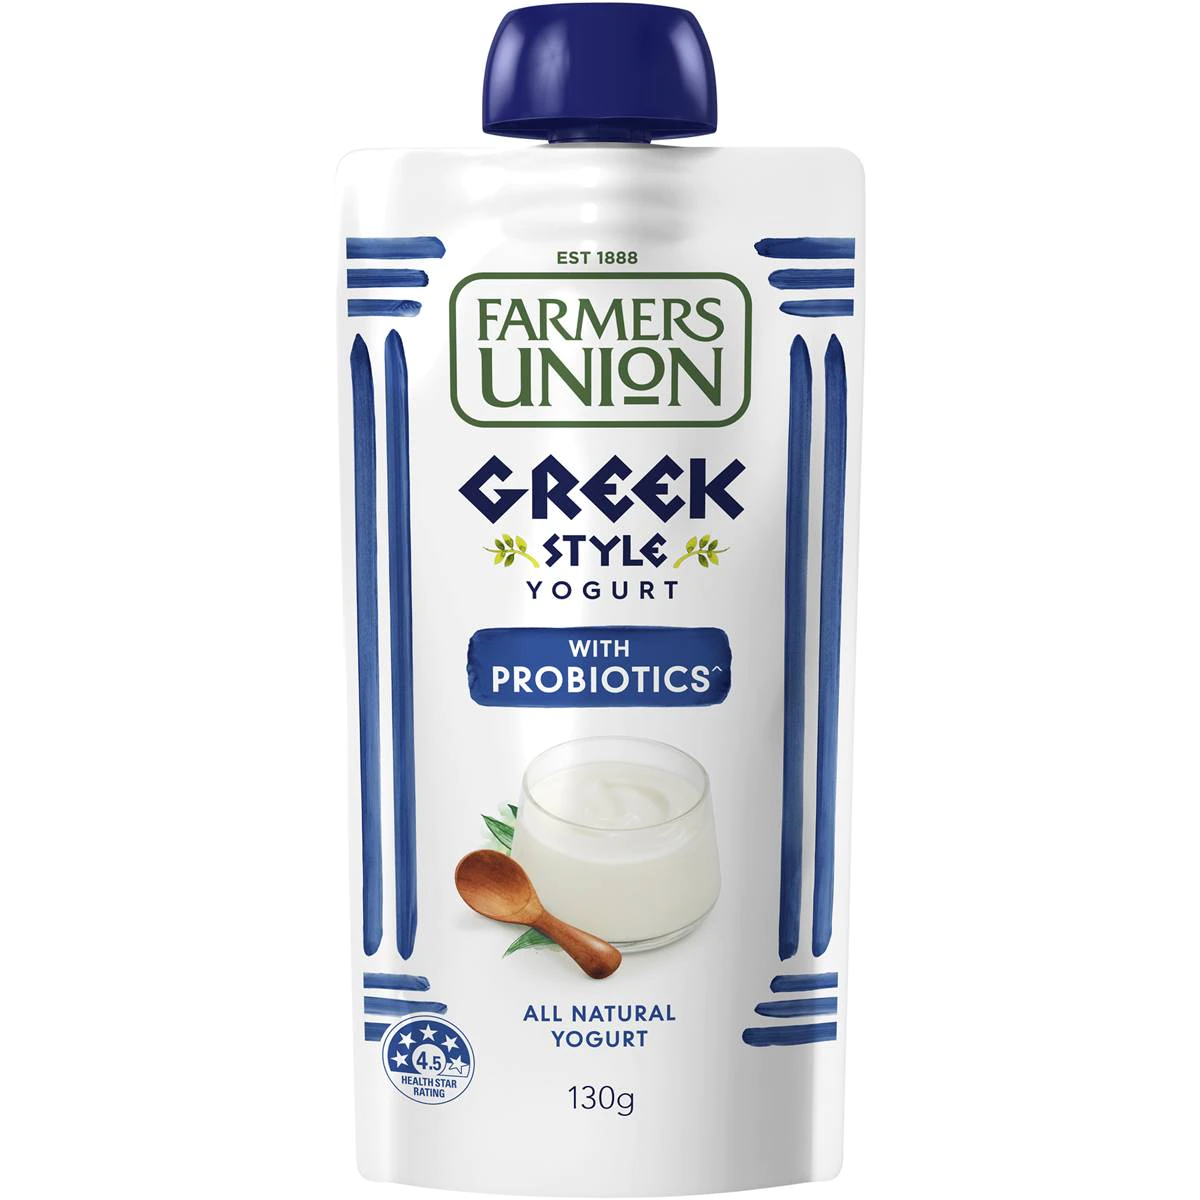 EST 1888
FARMERS
UNION
GREEK
STYLE
YOGURT
WITH
PROBIOTICS^
ALL NATURAL
YOGURT
4.5
HEALTH STAR
RATING
130g